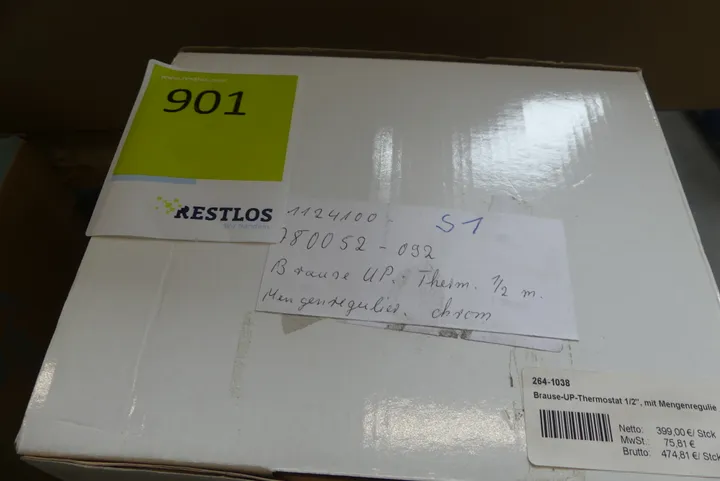 901
RESTLOS
1124100-
S1
780052-092
Brause UP. Therm. 1/2 m.
Mengenregulier. chrom
264-1038
Brause-UP-Thermostat 1/2", mit Mengenregulie
Netto: 399,00 €/ Stck
MwSt.: 75,81 €
Brutto: 474,81 €/ Stck